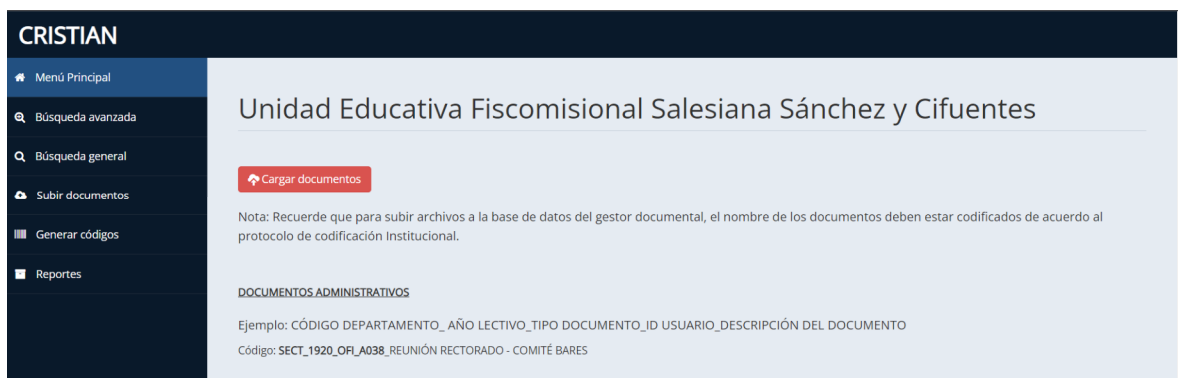 CRISTIAN
Menú Principal
Búsqueda avanzada
Búsqueda general
Subir documentos
Generar códigos
Reportes
Unidad Educativa Fiscomisional Salesiana Sánchez y Cifuentes
Cargar documentos
Nota: Recuerde que para subir archivos a la base de datos del gestor documental, el nombre de los documentos deben estar codificados de acuerdo al
protocolo de codificación Institucional.
DOCUMENTOS ADMINISTRATIVOS
Ejemplo: CÓDIGO DEPARTAMENTO_ AÑO LECTIVO_TIPO DOCUMENTO_ID USUARIO_DESCRIPCIÓN DEL DOCUMENTO
Código: SECT_1920_OFI_A038_REUNIÓN RECTORADO - COMITÉ BARES